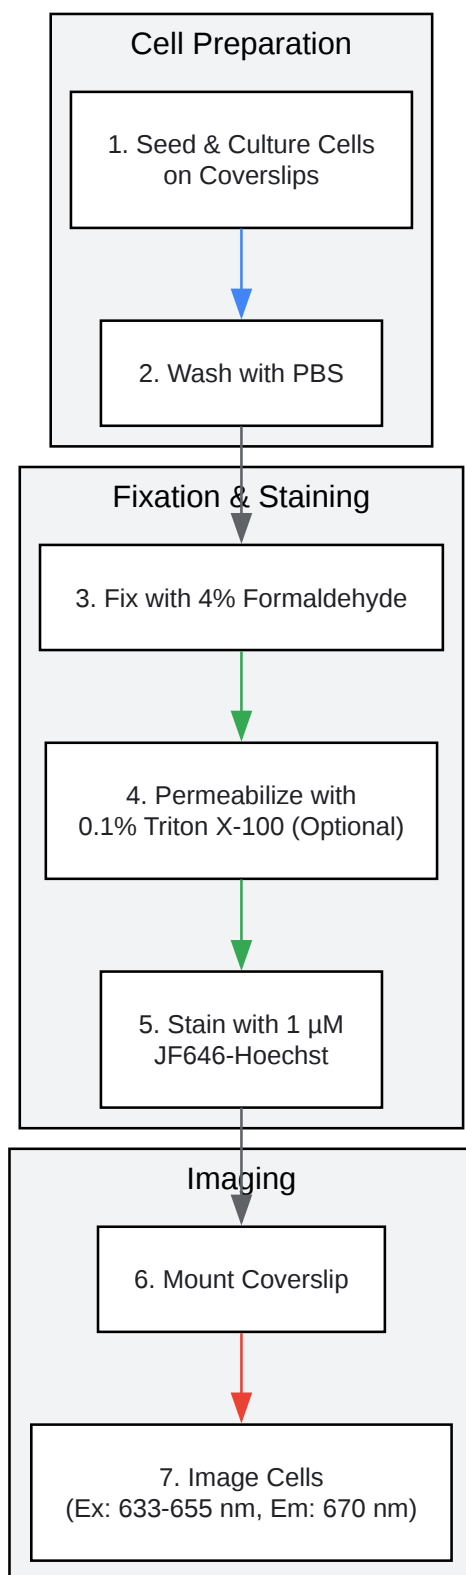 Cell Preparation
1. Seed & Culture Cells
on Coverslips
2. Wash with PBS
Fixation & Staining
3. Fix with 4% Formaldehyde
4. Permeabilize with
0.1% Triton X-100 (Optional)
5. Stain with 1 µM
JF646-Hoechst
Imaging
6. Mount Coverslip
7. Image Cells
(Ex: 633-655 nm, Em: 670 nm)